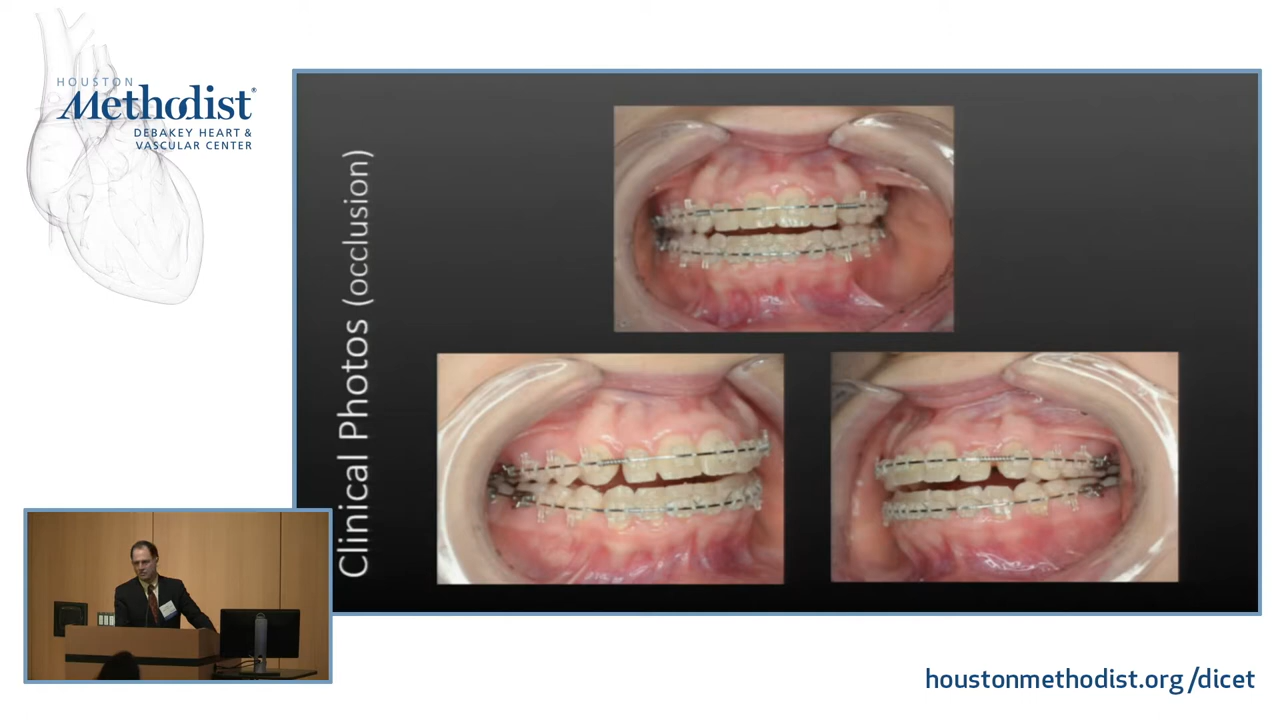 HOUSTON
Methodist®
DEBAKEY HEART &
VASCULAR CENTER
Clinical Photos (occlusion)
houstonmethodist.org/dicet